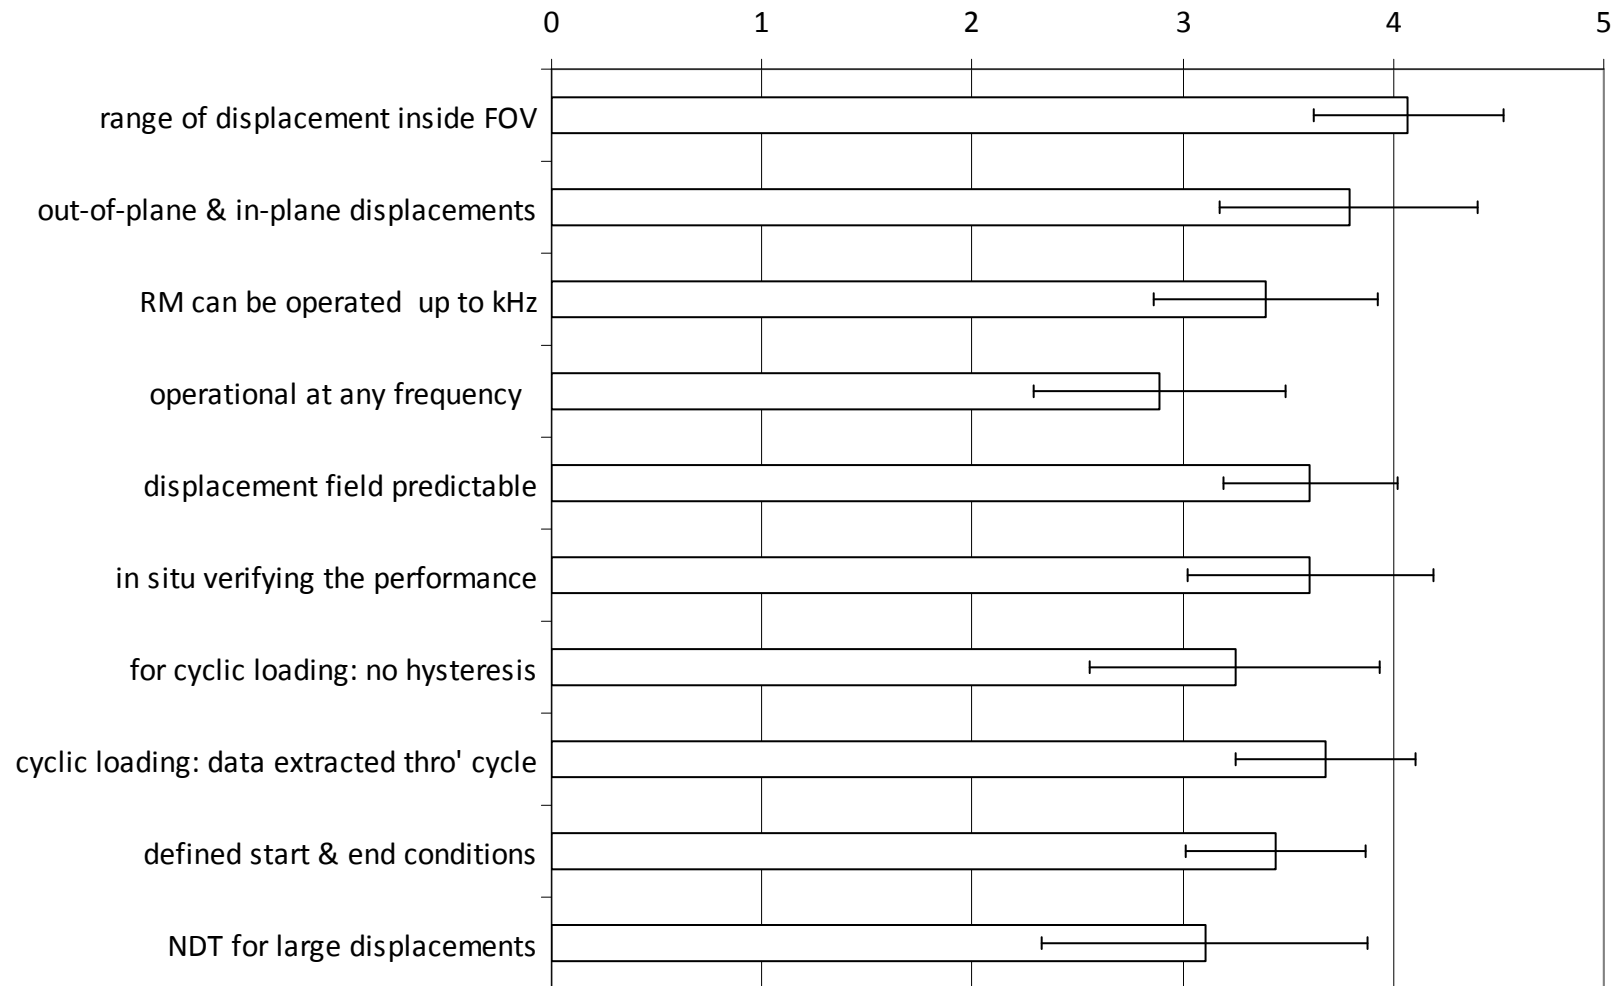 0 1 2 3 4 5
range of displacement inside FOV
out-of-plane & in-plane displacements
RM can be operated  up to kHz
operational at any frequency
displacement field predictable
in situ verifying the performance
for cyclic loading: no hysteresis
cyclic loading: data extracted thro' cycle
defined start & end conditions
NDT for large displacements